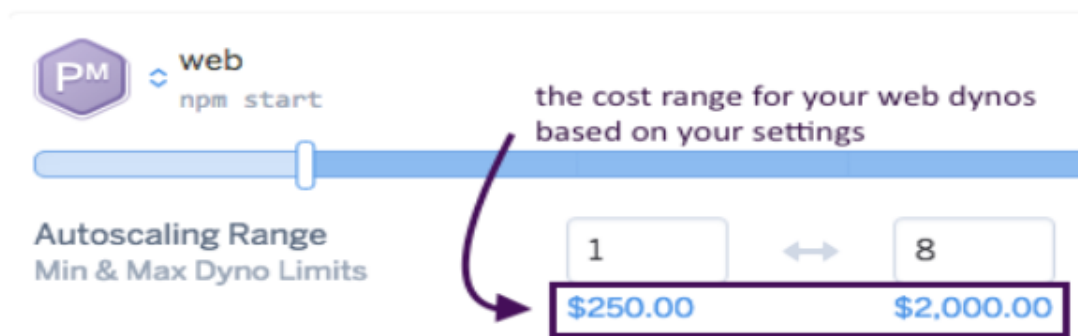 PM
web
npm start
the cost range for your web dynos
based on your settings
Autoscaling Range
Min & Max Dyno Limits
1 8
$250.00 $2,000.00